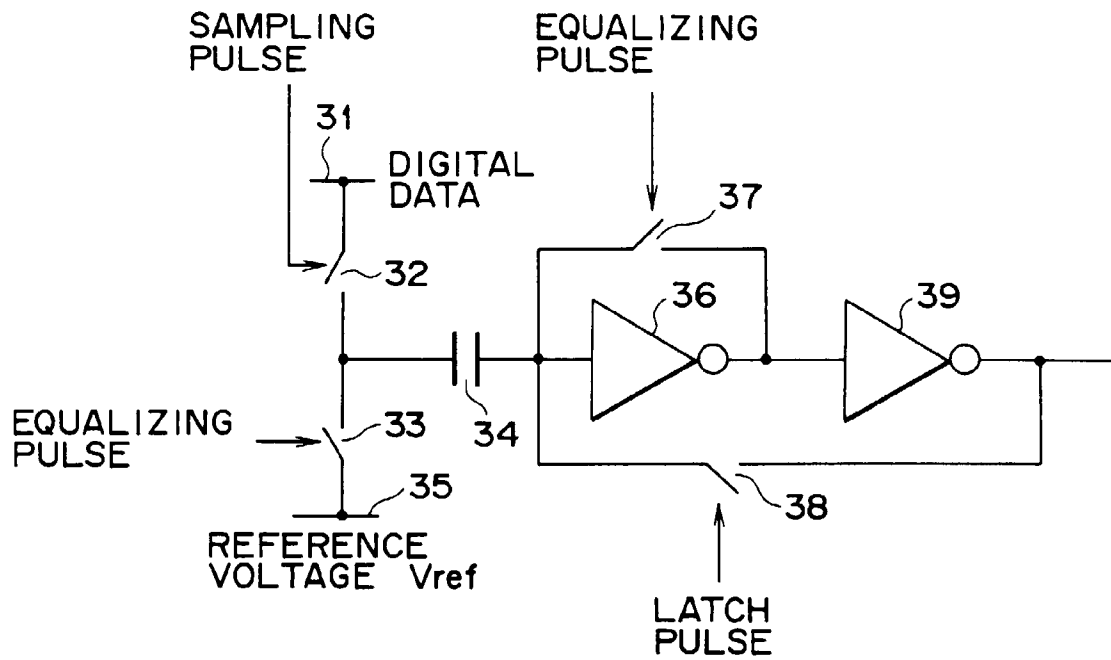 SAMPLING
PULSE
EQUALIZING
PULSE
31
DIGITAL
DATA
37
32
36
39
EQUALIZING
PULSE
33
34
35
38
REFERENCE
VOLTAGE Vref
LATCH
PULSE